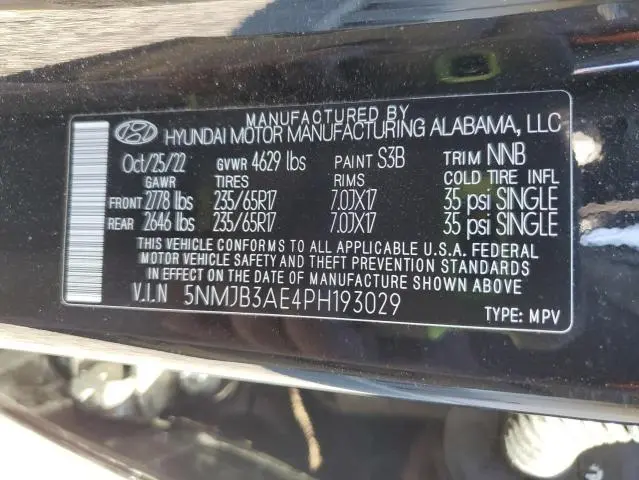 MANUFACTURED BY
HYUNDAI MOTOR MANUFACTURING ALABAMA, LLC
Oct/25/22 GVWR 4629 lbs PAINT S3B TRIM NNB
GAWR TIRES RIMS COLD TIRE INFL
FRONT 2778 lbs 235/65R17 7.0JX17 35 psi SINGLE
REAR 2646 lbs 235/65R17 7.0JX17 35 psi SINGLE
THIS VEHICLE CONFORMS TO ALL APPLICABLE U.S.A. FEDERAL
MOTOR VEHICLE SAFETY AND THEFT PREVENTION STANDARDS
IN EFFECT ON THE DATE OF MANUFACTURE SHOWN ABOVE
V.I.N 5NMJB3AE4PH193029 TYPE: MPV